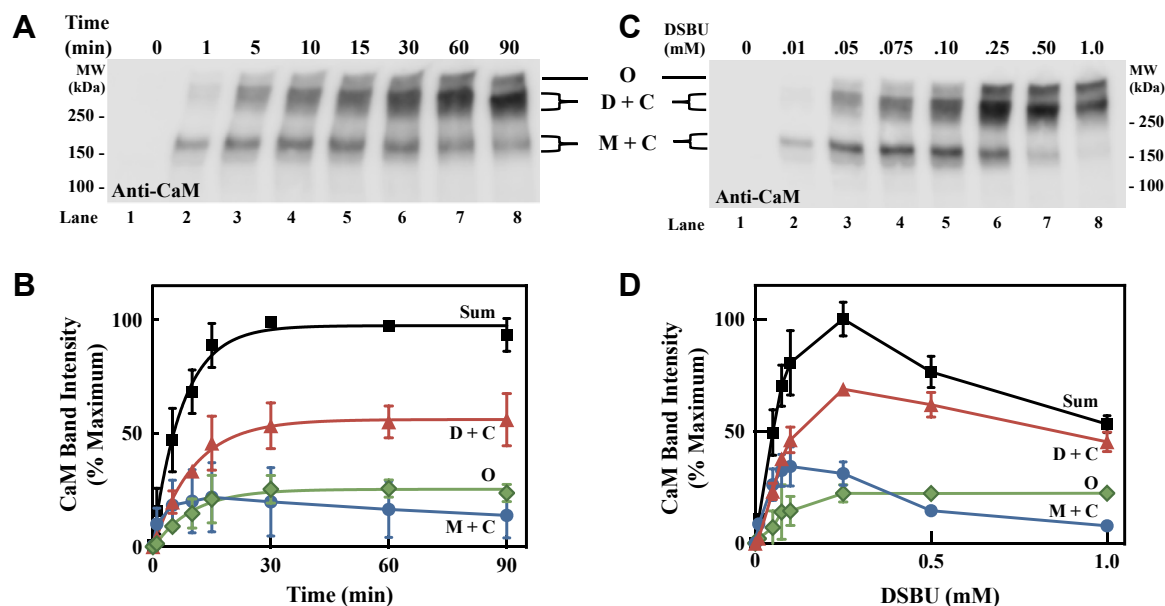 A
Time
(min) 0 1 5 10 15 30 60 90
MW
(kDa)
250 -
150 -
100 -
Anti-CaM
Lane 1 2 3 4 5 6 7 8
O
D + C
M + C
C
DSBU
(mM) 0 .01 .05 .075 .10 .25 .50 1.0
MW
(kDa)
- 250
- 150
- 100
Anti-CaM
Lane 1 2 3 4 5 6 7 8
B
CaM Band Intensity
(% Maximum)
100
50
0
Sum
D + C
O
M + C
0 30 60 90
Time (min)
D
CaM Band Intensity
(% Maximum)
100
50
0
Sum
D + C
O
M + C
0 0.5 1.0
DSBU (mM)